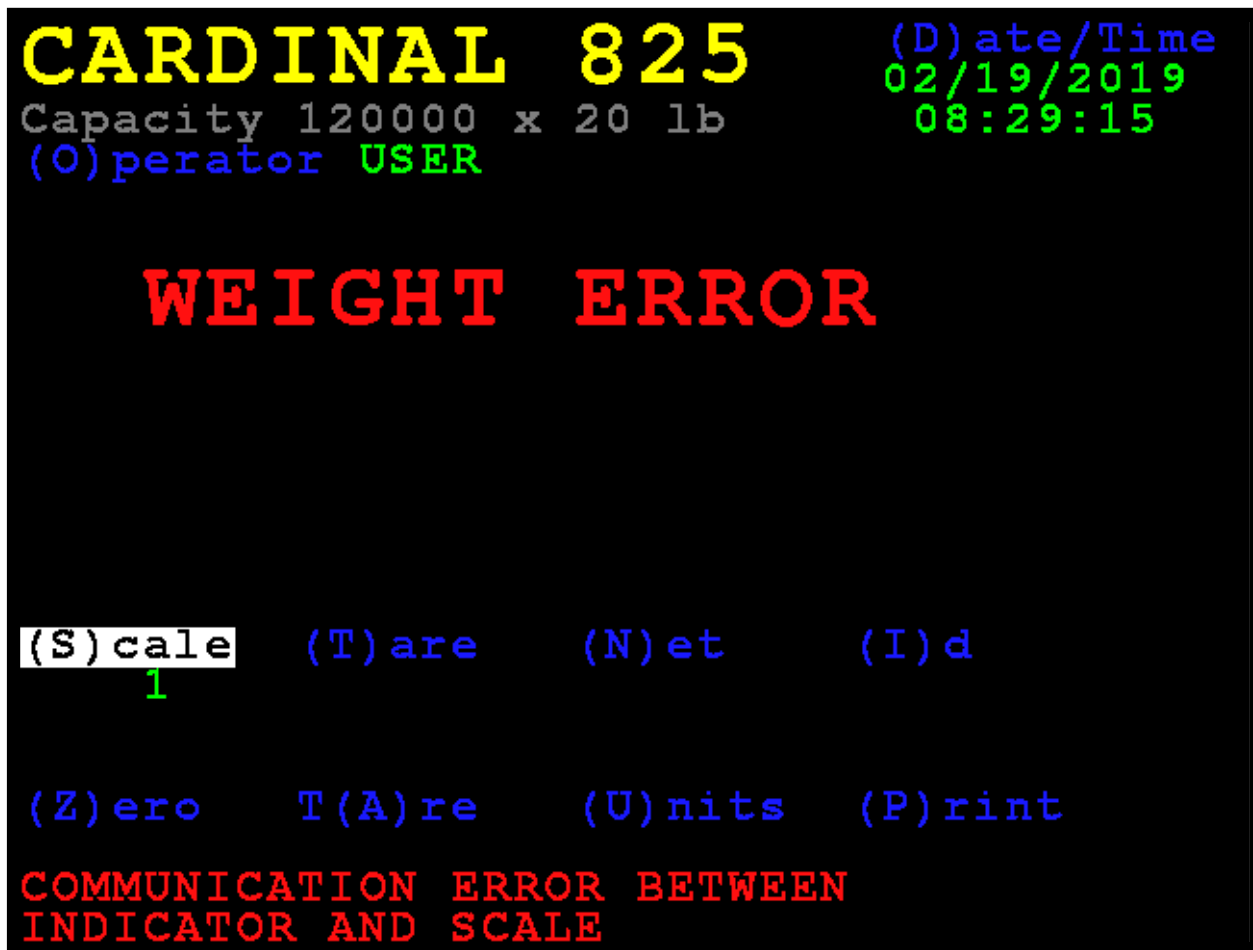 CARDINAL 825
(D)ate/Time
02/19/2019
Capacity 120000 x 20 lb
08:29:15
(O)perator USER
WEIGHT ERROR
(S)cale (T)are (N)et (I)d
1
(Z)ero T(A)re (U)nits (P)rint
COMMUNICATION ERROR BETWEEN
INDICATOR AND SCALE